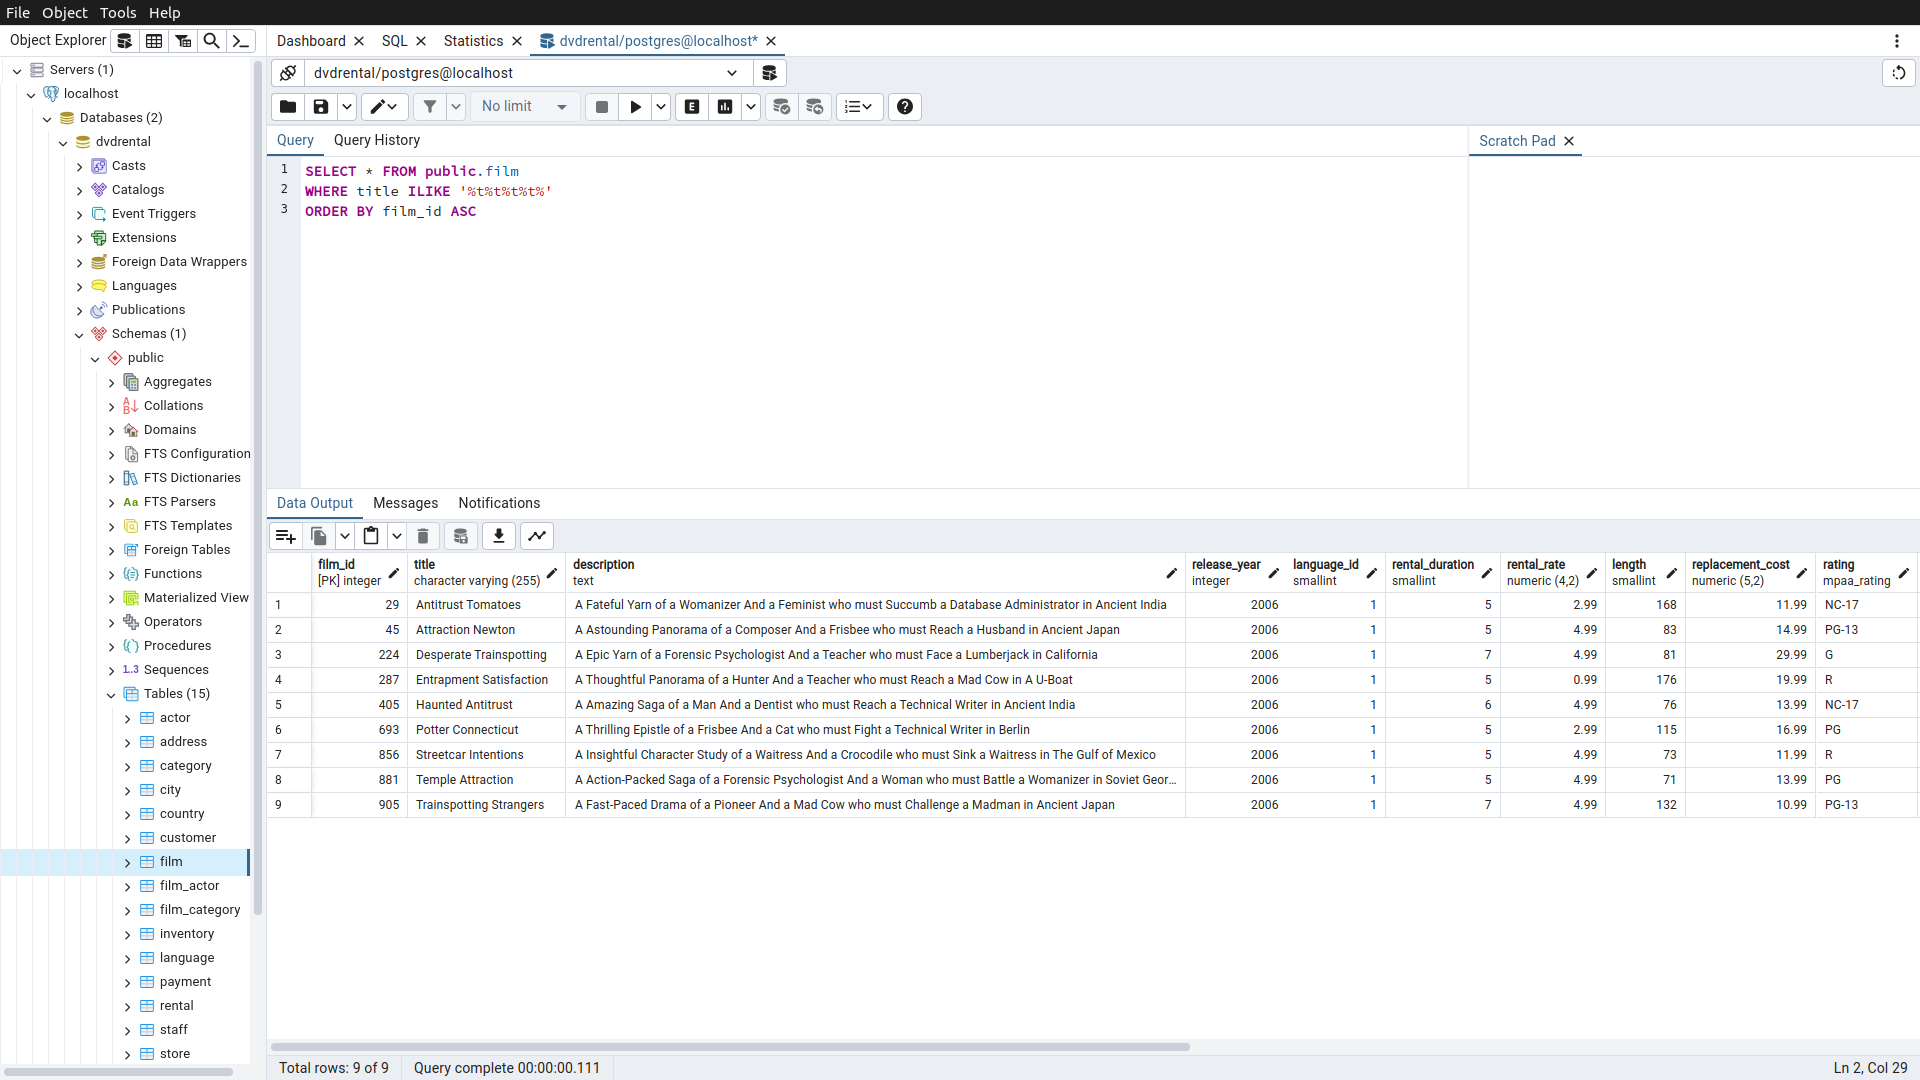 File Object Tools Help
Object Explorer
Dashboard
SQL
Statistics
dvdrental/postgres@localhost*
Servers (1)
localhost
Databases (2)
dvdrental
Casts
Catalogs
Event Triggers
Extensions
Foreign Data Wrappers
Languages
Publications
Schemas (1)
public
Aggregates
Collations
Domains
FTS Configuration
FTS Dictionaries
Aa FTS Parsers
FTS Templates
Foreign Tables
Functions
Materialized View
Operators
Procedures
1..3 Sequences
Tables (15)
actor
address
category
city
country
customer
film
film_actor
film_category
inventory
language
payment
rental
staff
store
dvdrental/postgres@localhost
No limit
E
Query Query History
Scratch Pad
1 SELECT * FROM public.film
2 WHERE title ILIKE '%t%t%t%t%'
3 ORDER BY film_id ASC
Data Output Messages Notifications
film_id title description release_year language_id rental_duration rental_rate length replacement_cost rating
[PK] integer character varying (255) text integer smallint smallint numeric (4,2) smallint numeric (5,2) mpaa_rating
1 29 Antitrust Tomatoes A Fateful Yarn of a Womanizer And a Feminist who must Succumb a Database Administrator in Ancient India 2006 1 5 2.99 168 11.99 NC-17
2 45 Attraction Newton A Astounding Panorama of a Composer And a Frisbee who must Reach a Husband in Ancient Japan 2006 1 5 4.99 83 14.99 PG-13
3 224 Desperate Trainspotting A Epic Yarn of a Forensic Psychologist And a Teacher who must Face a Lumberjack in California 2006 1 7 4.99 81 29.99 G
4 287 Entrapment Satisfaction A Thoughtful Panorama of a Hunter And a Teacher who must Reach a Mad Cow in A U-Boat 2006 1 5 0.99 176 19.99 R
5 405 Haunted Antitrust A Amazing Saga of a Man And a Dentist who must Reach a Technical Writer in Ancient India 2006 1 6 4.99 76 13.99 NC-17
6 693 Potter Connecticut A Thrilling Epistle of a Frisbee And a Cat who must Fight a Technical Writer in Berlin 2006 1 5 2.99 115 16.99 PG
7 856 Streetcar Intentions A Insightful Character Study of a Waitress And a Crocodile who must Sink a Waitress in The Gulf of Mexico 2006 1 5 4.99 73 11.99 R
8 881 Temple Attraction A Action-Packed Saga of a Forensic Psychologist And a Woman who must Battle a Womanizer in Soviet Geor... 2006 1 5 4.99 71 13.99 PG
9 905 Trainspotting Strangers A Fast-Paced Drama of a Pioneer And a Mad Cow who must Challenge a Madman in Ancient Japan 2006 1 7 4.99 132 10.99 PG-13
Total rows: 9 of 9 Query complete 00:00:00.111 Ln 2, Col 29